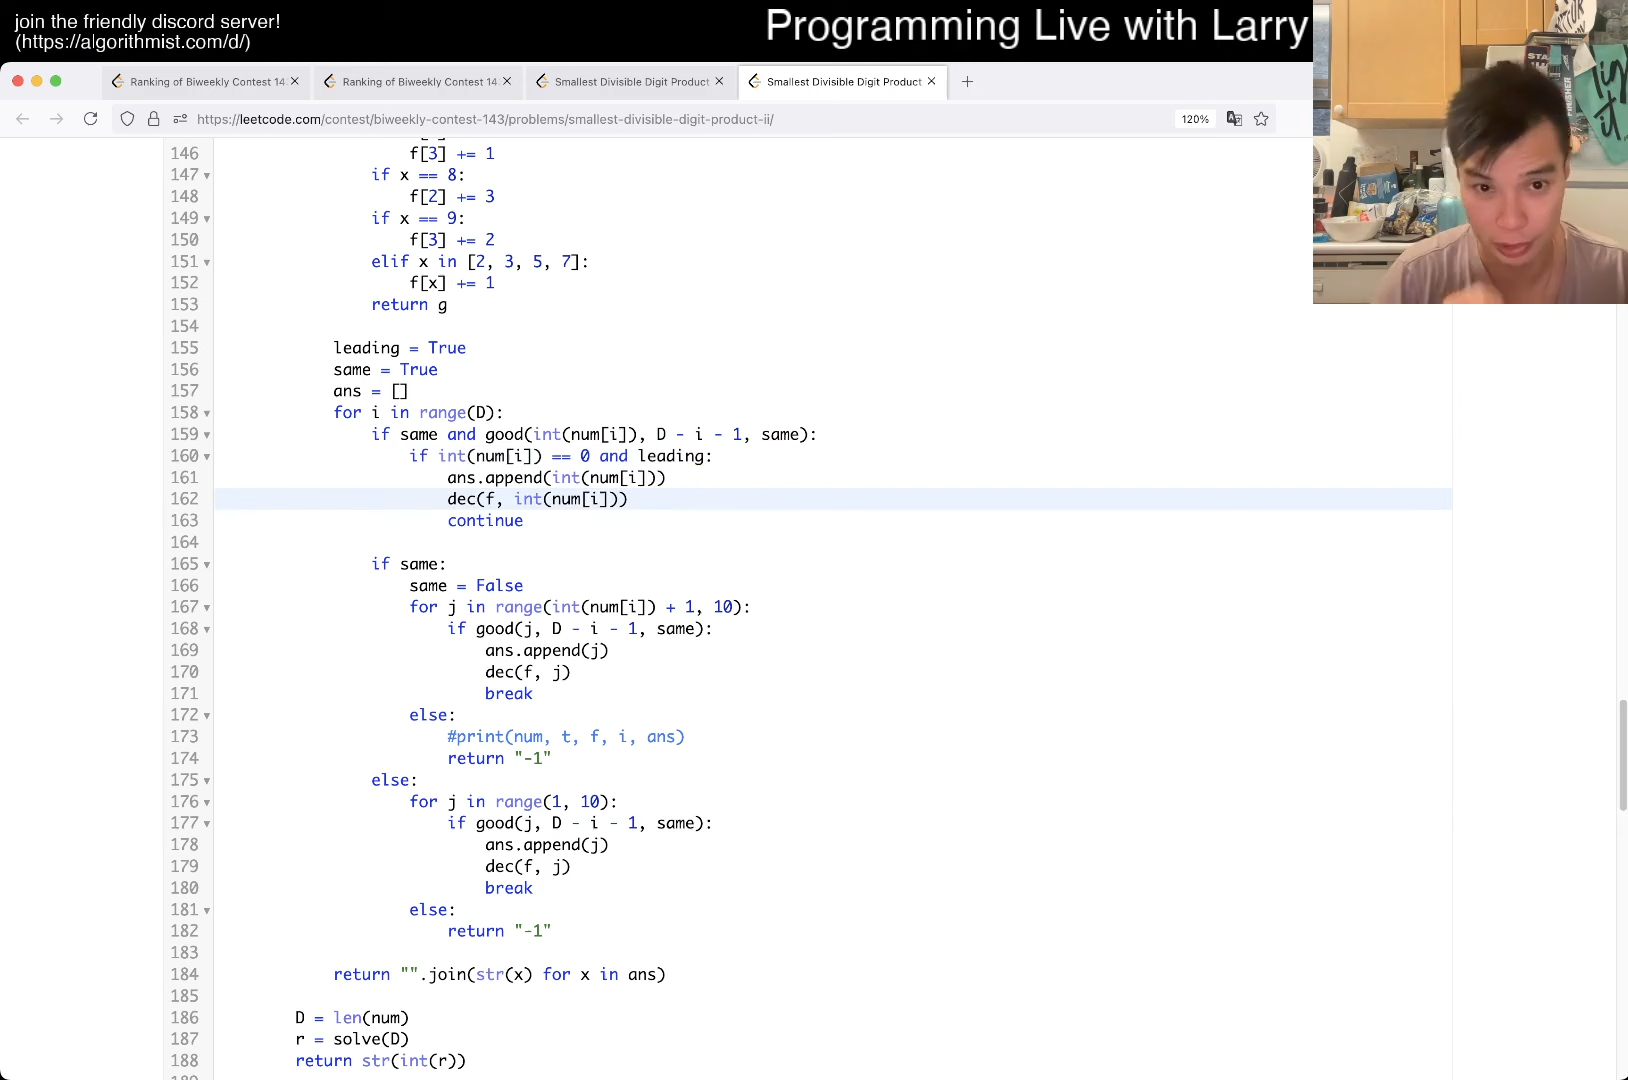 join the friendly discord server!
(https://algorithmist.com/d/)
Programming Live with Larry
Ranking of Biweekly Contest 14
Ranking of Biweekly Contest 14
Smallest Divisible Digit Product
Smallest Divisible Digit Product
https://leetcode.com/contest/biweekly-contest-143/problems/smallest-divisible-digit-product-ii/
120%
146 f[3] += 1
147 if x == 8:
148 f[2] += 3
149 if x == 9:
150 f[3] += 2
151 elif x in [2, 3, 5, 7]:
152 f[x] += 1
153 return g
154
155 leading = True
156 same = True
157 ans = []
158 for i in range(D):
159 if same and good(int(num[i]), D - i - 1, same):
160 if int(num[i]) == 0 and leading:
161 ans.append(int(num[i]))
162 dec(f, int(num[i]))
163 continue
164
165 if same:
166 same = False
167 for j in range(int(num[i]) + 1, 10):
168 if good(j, D - i - 1, same):
169 ans.append(j)
170 dec(f, j)
171 break
172 else:
173 #print(num, t, f, i, ans)
174 return "-1"
175 else:
176 for j in range(1, 10):
177 if good(j, D - i - 1, same):
178 ans.append(j)
179 dec(f, j)
180 break
181 else:
182 return "-1"
183
184 return "".join(str(x) for x in ans)
185
186 D = len(num)
187 r = solve(D)
188 return str(int(r))